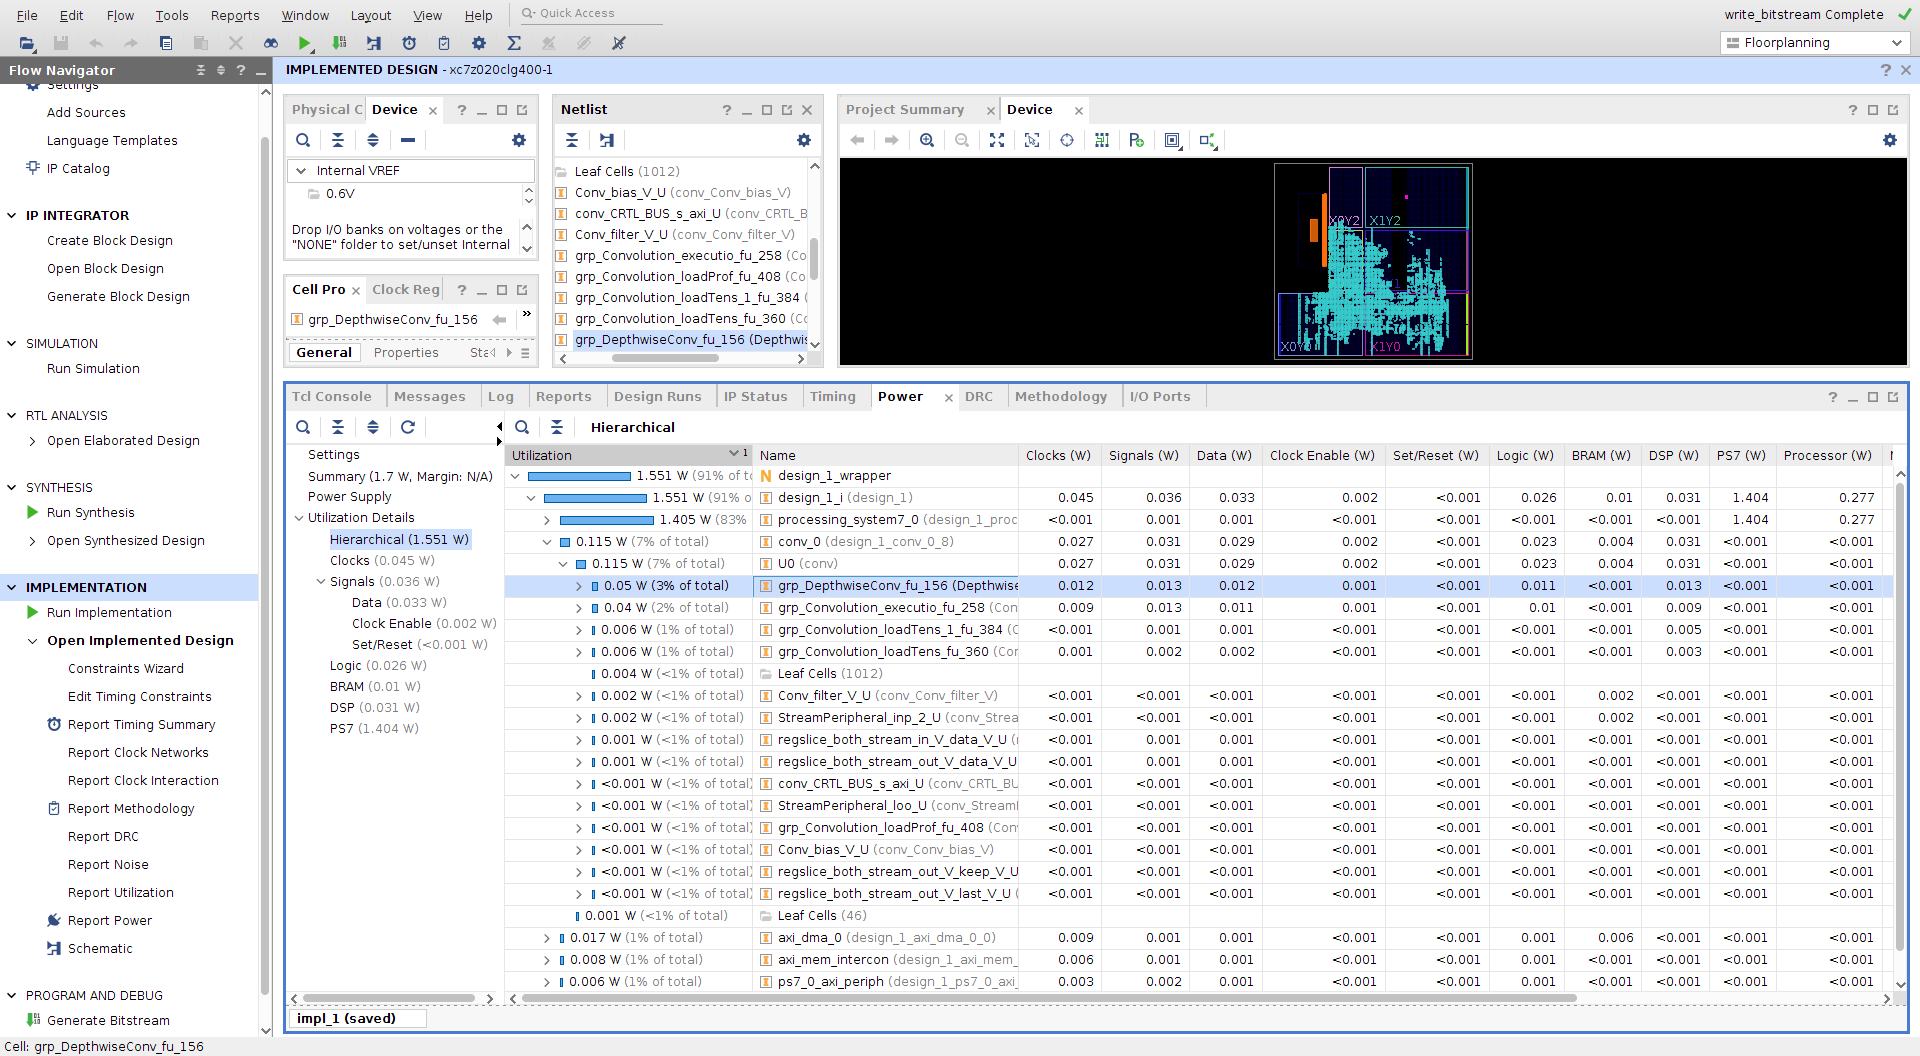 File Edit Flow Tools Reports Window Layout View Help Quick Access write_bitstream Complete
Floorplanning
Flow Navigator
IMPLEMENTED DESIGN - xc7z020clg400-1
Settings
Add Sources
Language Templates
IP Catalog
IP INTEGRATOR
Create Block Design
Open Block Design
Generate Block Design
SIMULATION
Run Simulation
RTL ANALYSIS
Open Elaborated Design
SYNTHESIS
Run Synthesis
Open Synthesized Design
IMPLEMENTATION
Run Implementation
Open Implemented Design
Constraints Wizard
Edit Timing Constraints
Report Timing Summary
Report Clock Networks
Report Clock Interaction
Report Methodology
Report DRC
Report Noise
Report Utilization
Report Power
Schematic
PROGRAM AND DEBUG
Generate Bitstream
Physical C Device
Internal VREF
0.6V
Drop I/O banks on voltages or the
"NONE" folder to set/unset Internal
Cell Pro Clock Reg
grp_DepthwiseConv_fu_156
General Properties Sta
Netlist
Leaf Cells (1012)
Conv_bias_V_U (conv_Conv_bias_V)
conv_CRTL_BUS_s_axi_U (conv_CRTL_B
Conv_filter_V_U (conv_Conv_filter_V)
grp_Convolution_executio_fu_258 (Co
grp_Convolution_loadProf_fu_408 (Co
grp_Convolution_loadTens_1_fu_384 (
grp_Convolution_loadTens_fu_360 (Cc
grp_DepthwiseConv_fu_156 (Depthwis
Project Summary Device
X0Y2 X1Y2
X0Y0 X1Y0
Tcl Console Messages Log Reports Design Runs IP Status Timing Power DRC Methodology I/O Ports
Settings
Summary (1.7 W, Margin: N/A)
Power Supply
Utilization Details
Hierarchical (1.551 W)
Clocks (0.045 W)
Signals (0.036 W)
Data (0.033 W)
Clock Enable (0.002 W)
Set/Reset (<0.001 W)
Logic (0.026 W)
BRAM (0.01 W)
DSP (0.031 W)
PS7 (1.404 W)
Hierarchical
Utilization 1 Name Clocks (W) Signals (W) Data (W) Clock Enable (W) Set/Reset (W) Logic (W) BRAM (W) DSP (W) PS7 (W) Processor (W)
1.551 W (91% of to design_1_wrapper
1.551 W (91% o design_1_i (design_1) 0.045 0.036 0.033 0.002 <0.001 0.026 0.01 0.031 1.404 0.277
1.405 W (83% processing_system7_0 (design_1_proc <0.001 0.001 0.001 <0.001 <0.001 <0.001 <0.001 <0.001 1.404 0.277
0.115 W (7% of total) conv_0 (design_1_conv_0_8) 0.027 0.031 0.029 0.002 <0.001 0.023 0.004 0.031 <0.001 <0.001
0.115 W (7% of total) U0 (conv) 0.027 0.031 0.029 0.002 <0.001 0.023 0.004 0.031 <0.001 <0.001
0.05 W (3% of total) grp_DepthwiseConv_fu_156 (Depthwise 0.012 0.013 0.012 0.001 <0.001 0.011 <0.001 0.013 <0.001 <0.001
0.04 W (2% of total) grp_Convolution_executio_fu_258 (Con 0.009 0.013 0.011 0.001 <0.001 0.01 <0.001 0.009 <0.001 <0.001
0.006 W (1% of total) grp_Convolution_loadTens_1_fu_384 (C <0.001 0.001 0.001 <0.001 <0.001 <0.001 <0.001 0.005 <0.001 <0.001
0.006 W (1% of total) grp_Convolution_loadTens_fu_360 (Cor 0.001 0.002 0.002 <0.001 <0.001 <0.001 <0.001 0.003 <0.001 <0.001
0.004 W (<1% of total) Leaf Cells (1012)
0.002 W (<1% of total) Conv_filter_V_U (conv_Conv_filter_V) <0.001 <0.001 <0.001 <0.001 <0.001 <0.001 0.002 <0.001 <0.001 <0.001
0.002 W (<1% of total) StreamPeripheral_inp_2_U (conv_Strea <0.001 <0.001 <0.001 <0.001 <0.001 <0.001 0.002 <0.001 <0.001 <0.001
0.001 W (<1% of total) regslice_both_stream_in_V_data_V_U ( <0.001 0.001 0.001 <0.001 <0.001 <0.001 <0.001 <0.001 <0.001 <0.001
0.001 W (<1% of total) regslice_both_stream_out_V_data_V_U <0.001 0.001 0.001 <0.001 <0.001 <0.001 <0.001 <0.001 <0.001 <0.001
<0.001 W (<1% of total) conv_CRTL_BUS_s_axi_U (conv_CRTL_BU <0.001 <0.001 <0.001 <0.001 <0.001 <0.001 <0.001 <0.001 <0.001 <0.001
<0.001 W (<1% of total) StreamPeripheral_loo_U (conv_Stream <0.001 <0.001 <0.001 <0.001 <0.001 <0.001 <0.001 <0.001 <0.001 <0.001
<0.001 W (<1% of total) grp_Convolution_loadProf_fu_408 (Con <0.001 <0.001 <0.001 <0.001 <0.001 <0.001 <0.001 <0.001 <0.001 <0.001
<0.001 W (<1% of total) Conv_bias_V_U (conv_Conv_bias_V) <0.001 <0.001 <0.001 <0.001 <0.001 <0.001 <0.001 <0.001 <0.001 <0.001
<0.001 W (<1% of total) regslice_both_stream_out_V_keep_V_U <0.001 <0.001 <0.001 <0.001 <0.001 <0.001 <0.001 <0.001 <0.001 <0.001
<0.001 W (<1% of total) regslice_both_stream_out_V_last_V_U ( <0.001 <0.001 <0.001 <0.001 <0.001 <0.001 <0.001 <0.001 <0.001 <0.001
0.001 W (<1% of total) Leaf Cells (46)
0.017 W (1% of total) axi_dma_0 (design_1_axi_dma_0_0) 0.009 0.001 0.001 <0.001 <0.001 0.001 0.006 <0.001 <0.001 <0.001
0.008 W (1% of total) axi_mem_intercon (design_1_axi_mem_ 0.006 0.001 0.001 <0.001 <0.001 0.001 <0.001 <0.001 <0.001 <0.001
0.006 W (1% of total) ps7_0_axi_periph (design_1_ps7_0_axi_ 0.003 0.002 0.001 <0.001 <0.001 0.001 <0.001 <0.001 <0.001 <0.001
impl_1 (saved)
Cell: grp_DepthwiseConv_fu_156